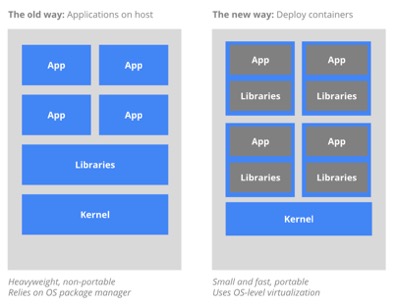 The old way: Applications on host
App App
App App
Libraries
Kernel
Heavyweight, non-portable
Relies on OS package manager
The new way: Deploy containers
App App
Libraries Libraries
App App
Libraries Libraries
Kernel
Small and fast, portable
Uses OS-level virtualization